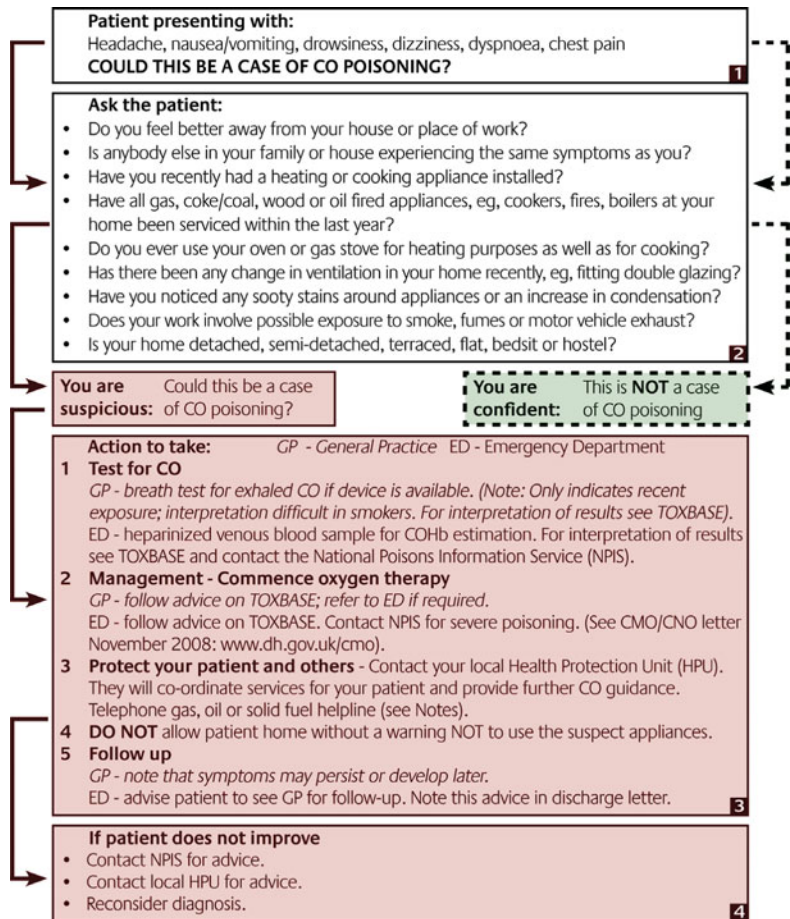 Patient presenting with:
Headache, nausea/vomiting, drowsiness, dizziness, dyspnoea, chest pain
COULD THIS BE A CASE OF CO POISONING?
1
Ask the patient:
• Do you feel better away from your house or place of work?
• Is anybody else in your family or house experiencing the same symptoms as you?
• Have you recently had a heating or cooking appliance installed?
• Have all gas, coke/coal, wood or oil fired appliances, eg, cookers, fires, boilers at your
home been serviced within the last year?
• Do you ever use your oven or gas stove for heating purposes as well as for cooking?
• Has there been any change in ventilation in your home recently, eg, fitting double glazing?
• Have you noticed any sooty stains around appliances or an increase in condensation?
• Does your work involve possible exposure to smoke, fumes or motor vehicle exhaust?
• Is your home detached, semi-detached, terraced, flat, bedsit or hostel?
2
You are Could this be a case
suspicious: of CO poisoning?
You are This is NOT a case
confident: of CO poisoning
Action to take: GP - General Practice ED - Emergency Department
1 Test for CO
GP - breath test for exhaled CO if device is available. (Note: Only indicates recent
exposure; interpretation difficult in smokers. For interpretation of results see TOXBASE).
ED - heparinized venous blood sample for COHb estimation. For interpretation of results
see TOXBASE and contact the National Poisons Information Service (NPIS).
2 Management - Commence oxygen therapy
GP - follow advice on TOXBASE; refer to ED if required.
ED - follow advice on TOXBASE. Contact NPIS for severe poisoning. (See CMO/CNO letter
November 2008: www.dh.gov.uk/cmo).
3 Protect your patient and others - Contact your local Health Protection Unit (HPU).
They will co-ordinate services for your patient and provide further CO guidance.
Telephone gas, oil or solid fuel helpline (see Notes).
4 DO NOT allow patient home without a warning NOT to use the suspect appliances.
5 Follow up
GP - note that symptoms may persist or develop later.
ED - advise patient to see GP for follow-up. Note this advice in discharge letter.
3
If patient does not improve
• Contact NPIS for advice.
• Contact local HPU for advice.
• Reconsider diagnosis.
4